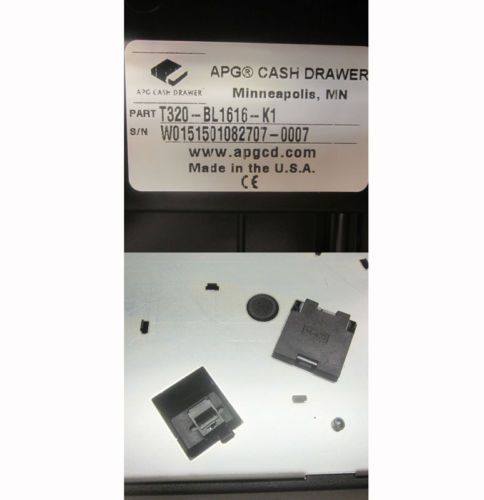 APG® CASH DRAWER
APG CASH DRAWER
Minneapolis, MN
PART T320-BL1616-K1
S/N W0151501082707-0007
www.apgcd.com
Made in the U.S.A.
CE